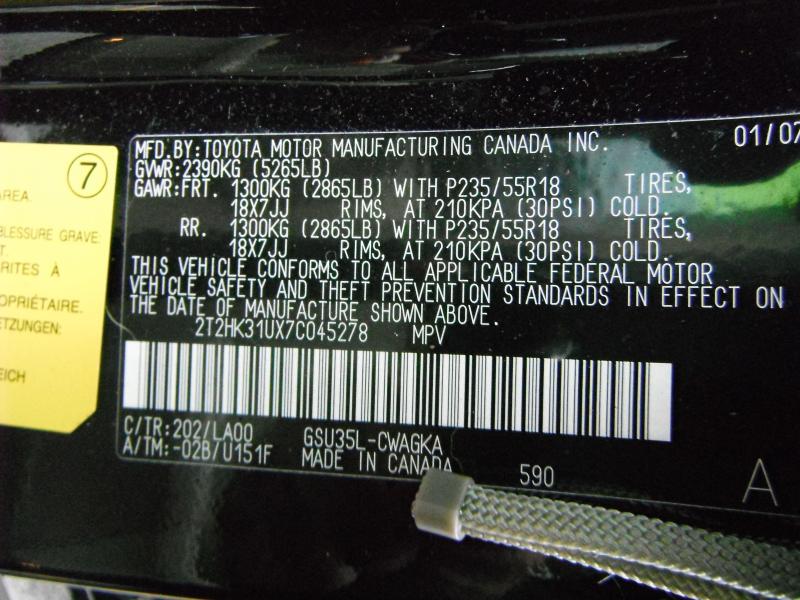 MFD.BY:TOYOTA MOTOR MANUFACTURING CANADA INC. 01/07
GVWR:2390KG (5265LB)
GAWR:FRT. 1300KG (2865LB) WITH P235/55R18 TIRES,
18X7JJ RIMS, AT 210KPA (30PSI) COLD.
RR. 1300KG (2865LB) WITH P235/55R18 TIRES,
18X7JJ RIMS, AT 210KPA (30PSI) COLD.
THIS VEHICLE CONFORMS TO ALL APPLICABLE FEDERAL MOTOR
VEHICLE SAFETY AND THEFT PREVENTION STANDARDS IN EFFECT ON
THE DATE OF MANUFACTURE SHOWN ABOVE.
2T2HK31UX7C045278 MPV
C/TR:202/LA00 GSU35L-CWAGKA
A/TM:-02B/U151F MADE IN CANADA 590
A
7
AREA.
BLESSURE GRAVE
T.
RITES À
OPRIÉTAIRE.
ETZUNGEN:
EICH